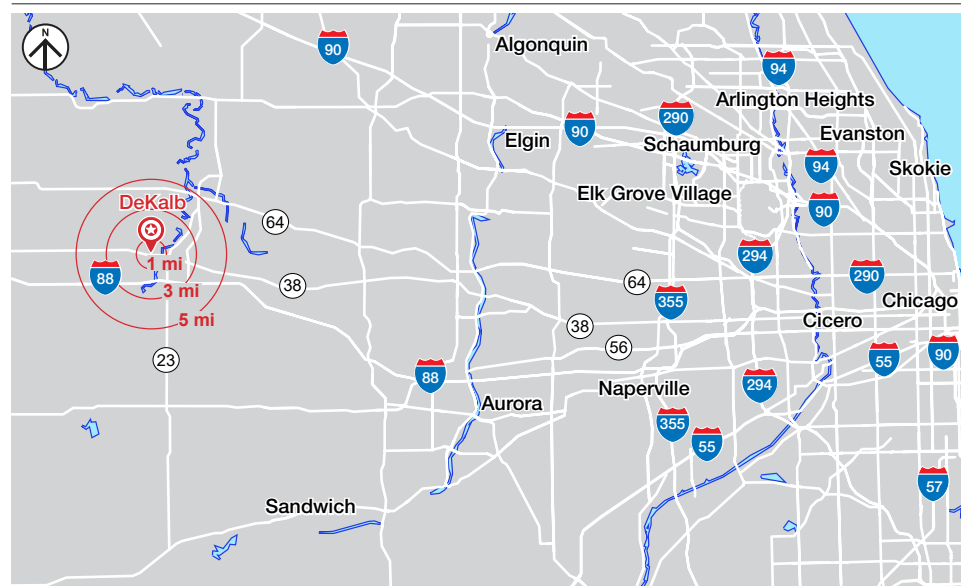 N
90
Algonquin
94
Arlington Heights
290
90
Elgin
Schaumburg
Evanston
94
Skokie
Elk Grove Village
DeKalb
64
90
1 mi
294
88
3 mi
38
64
290
355
Chicago
5 mi
38
Cicero
56
23
55
90
88
Naperville
294
Aurora
355
55
57
Sandwich